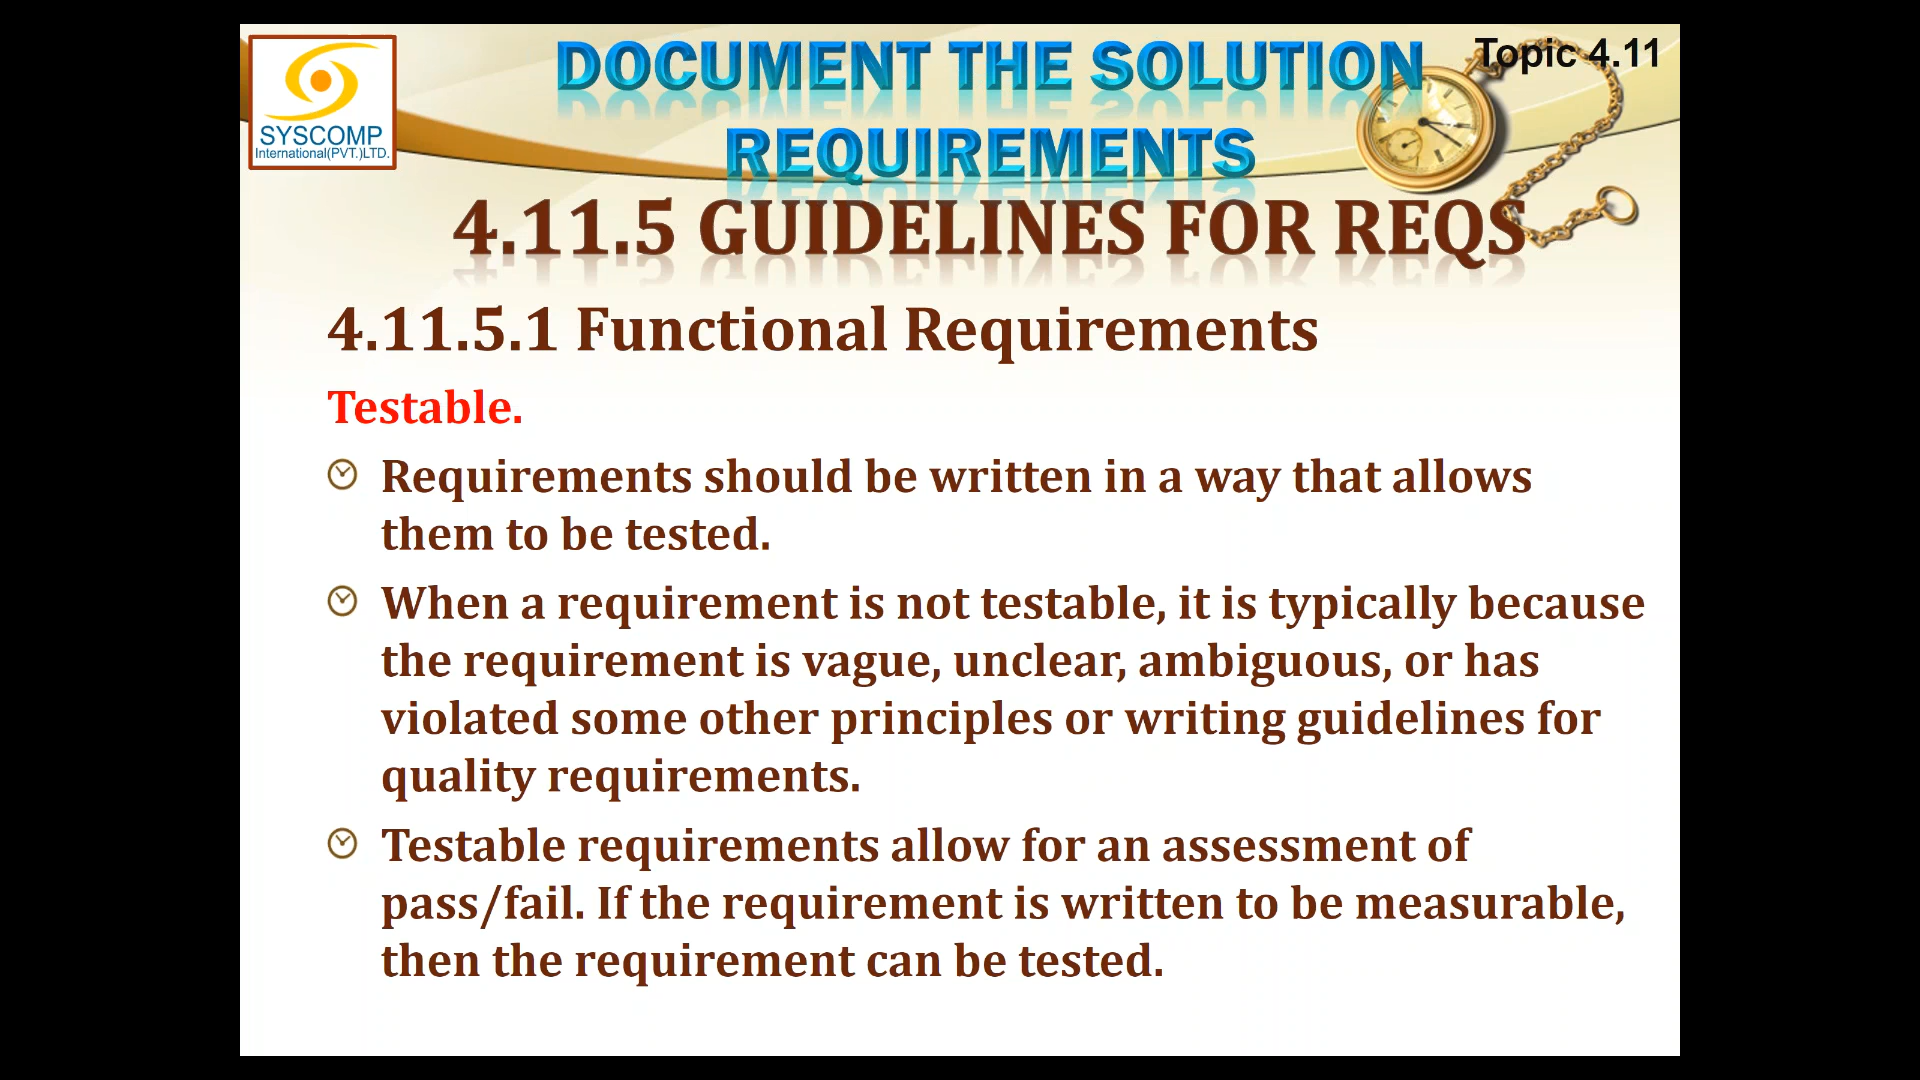 SYSCOMP
International(PVT.)LTD.
DOCUMENT THE SOLUTION
REQUIREMENTS
Topic 4.11
4.11.5 GUIDELINES FOR REQS
4.11.5.1 Functional Requirements
Testable.
Requirements should be written in a way that allows
them to be tested.
When a requirement is not testable, it is typically because
the requirement is vague, unclear, ambiguous, or has
violated some other principles or writing guidelines for
quality requirements.
Testable requirements allow for an assessment of
pass/fail. If the requirement is written to be measurable,
then the requirement can be tested.